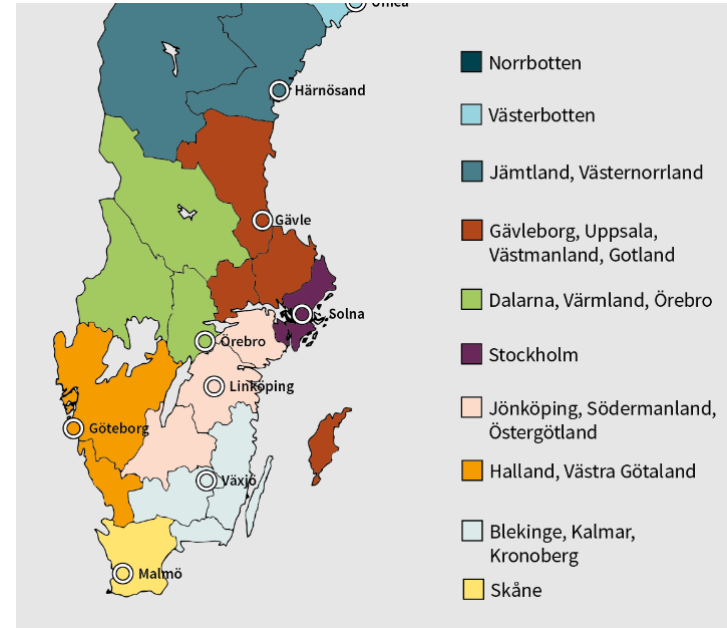 Umeå
Härnösand
Gävle
Solna
Örebro
Linköping
Göteborg
Växjö
Malmö
Norrbotten
Västerbotten
Jämtland, Västernorrland
Gävleborg, Uppsala,
Västmanland, Gotland
Dalarna, Värmland, Örebro
Stockholm
Jönköping, Södermanland,
Östergötland
Halland, Västra Götaland
Blekinge, Kalmar,
Kronoberg
Skåne